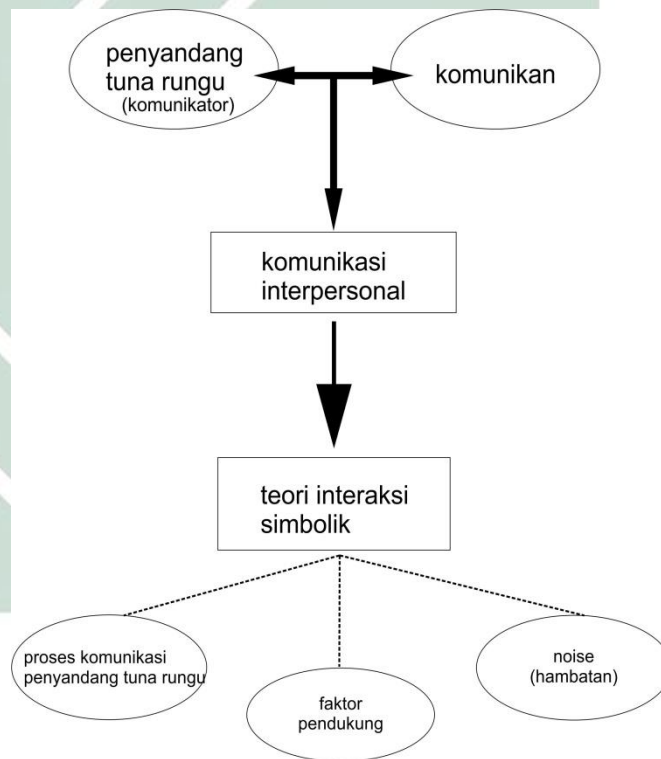 penyandang
tuna rungu
(komunikator)
komunikan
komunikasi
interpersonal
teori interaksi
simbolik
proses komunikasi
penyandang tuna rungu
faktor
pendukung
noise
(hambatan)